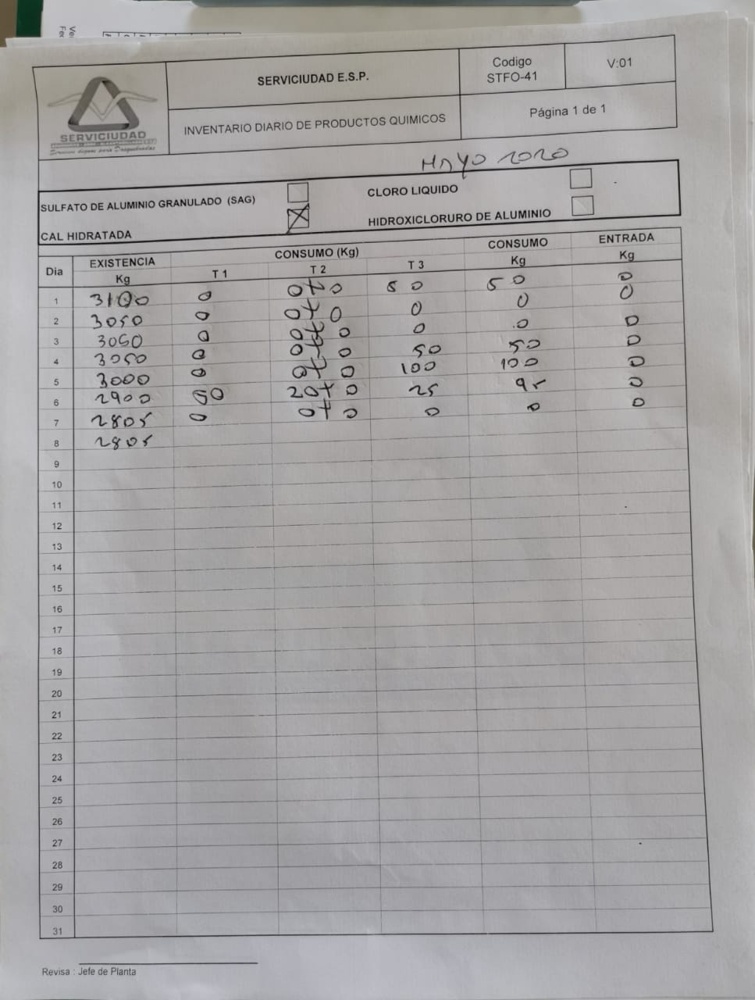 SERVICIUDAD
Servicios dignos para Dosquebradas
SERVICIUDAD E.S.P.
Codigo
STFO-41
V:01
INVENTARIO DIARIO DE PRODUCTOS QUIMICOS
Página 1 de 1
MAYO 2020
SULFATO DE ALUMINIO GRANULADO (SAG)
CLORO LIQUIDO
CAL HIDRATADA X
HIDROXICLORURO DE ALUMINIO
Dia EXISTENCIA Kg CONSUMO (Kg) T 1 T 2 T 3 CONSUMO Kg ENTRADA Kg
1 3100 0 0+0 50 50 0
2 3050 0 0+0 0 0 0
3 3050 0 0+0 0 0 0
4 3050 0 0+0 50 50 0
5 3000 0 0+0 100 100 0
6 2900 50 20+0 25 95 0
7 2805 0 0+0 0 0 0
8 2805
9
10
11
12
13
14
15
16
17
18
19
20
21
22
23
24
25
26
27
28
29
30
31
Revisa : Jefe de Planta